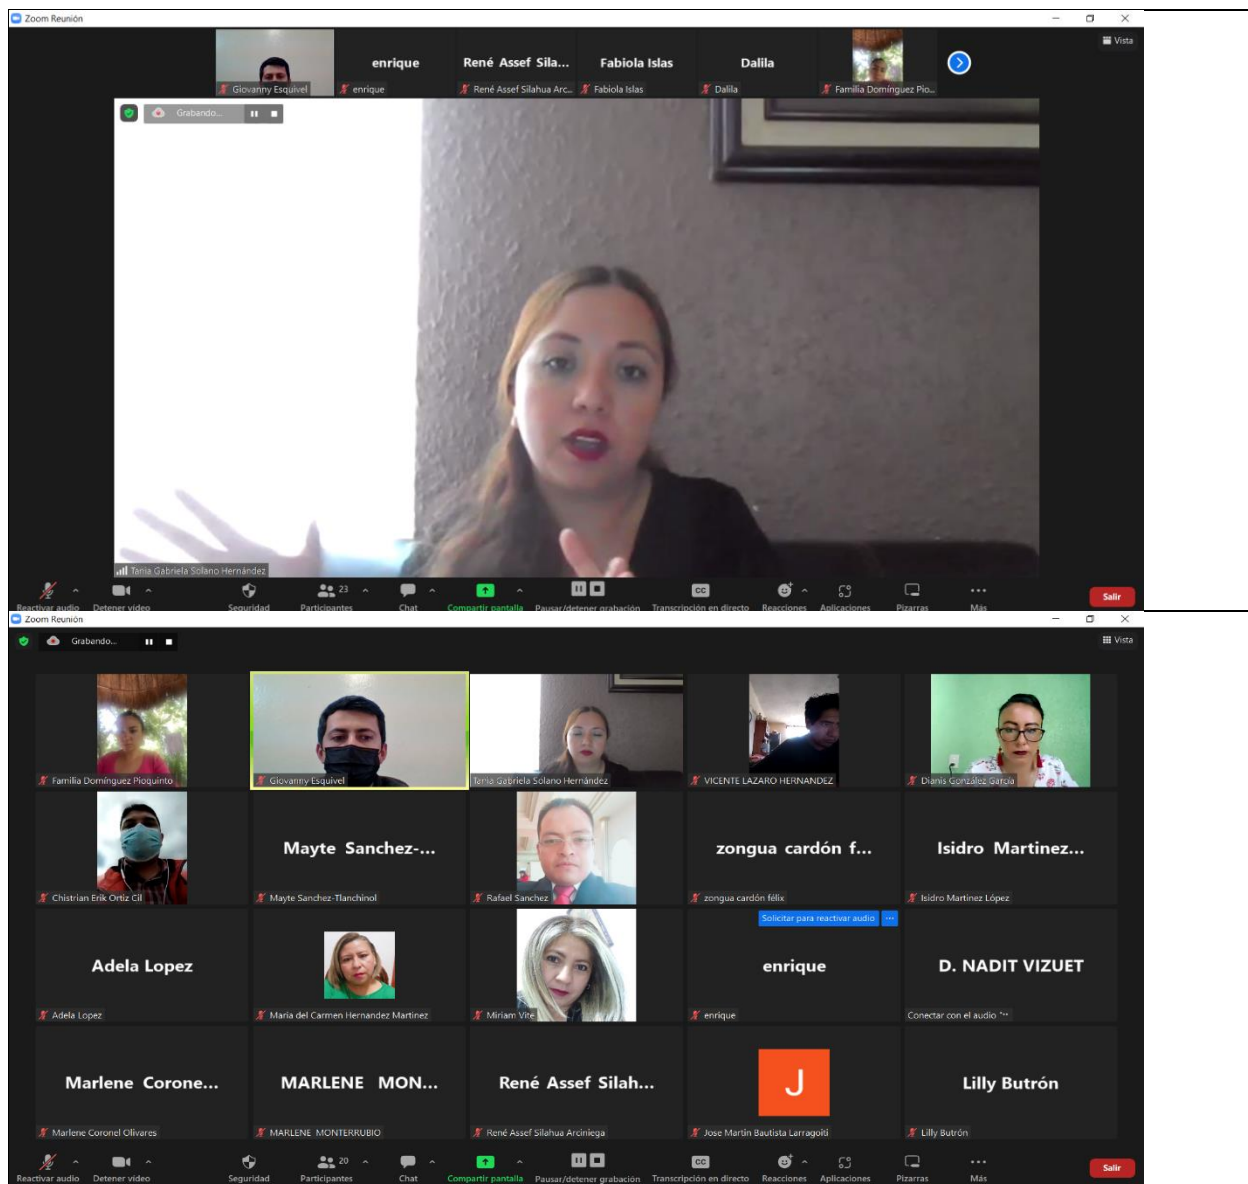 Zoom Reunión
Vista
enrique
René Assef Sila...
Fabiola Islas
Dalila
Giovanny Esquivel
enrique
René Assef Silahua Arc...
Fabiola Islas
Dalila
Familia Domínguez Pio...
Grabando...
Tania Gabriela Solano Hernández
23
Reactivar audio
Detener video
Seguridad
Participantes
Chat
Compartir pantalla
Pausar/detener grabación
CC
Transcripción en directo
Reacciones
Aplicaciones
Pizarras
Más
Salir
Zoom Reunión
Grabando...
Vista
Familia Domínguez Pioquinto
Giovanny Esquivel
Tania Gabriela Solano Hernández
VICENTE LAZARO HERNANDEZ
Dianis González García
Mayte Sanchez-...
zongua cardón f...
Isidro Martinez...
Chistrian Erik Ortiz Cil
Mayte Sanchez-Tlanchinol
Rafael Sanchez
zongua cardón félix
Isidro Martinez López
Solicitar para reactivar audio
...
Adela Lopez
enrique
D. NADIT VIZUET
Adela Lopez
Maria del Carmen Hernandez Martinez
Miriam Vite
enrique
Conectar con el audio
Marlene Corone...
MARLENE MON...
René Assef Silah...
J
Lilly Butrón
Marlene Coronel Olivares
MARLENE MONTERRUBIO
René Assef Silahua Arciniega
Jose Martin Bautista Larragoiti
Lilly Butrón
20
Reactivar audio
Detener video
Seguridad
Participantes
Chat
Compartir pantalla
Pausar/detener grabación
CC
Transcripción en directo
Reacciones
Aplicaciones
Pizarras
Más
Salir